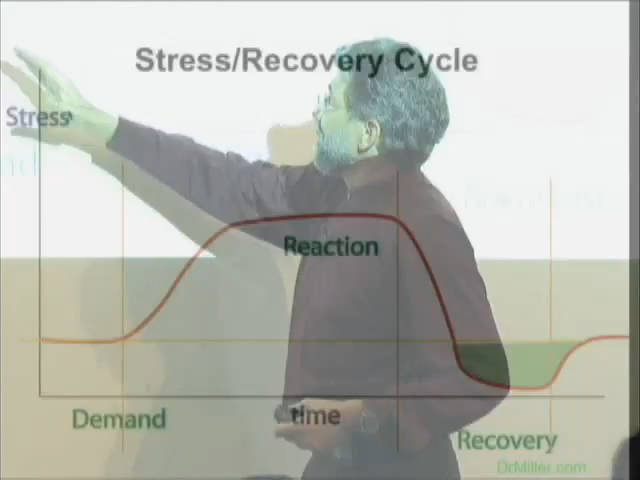 Stress/Recovery Cycle
Stress
Reaction
Demand
time
Recovery
DrMiller.com